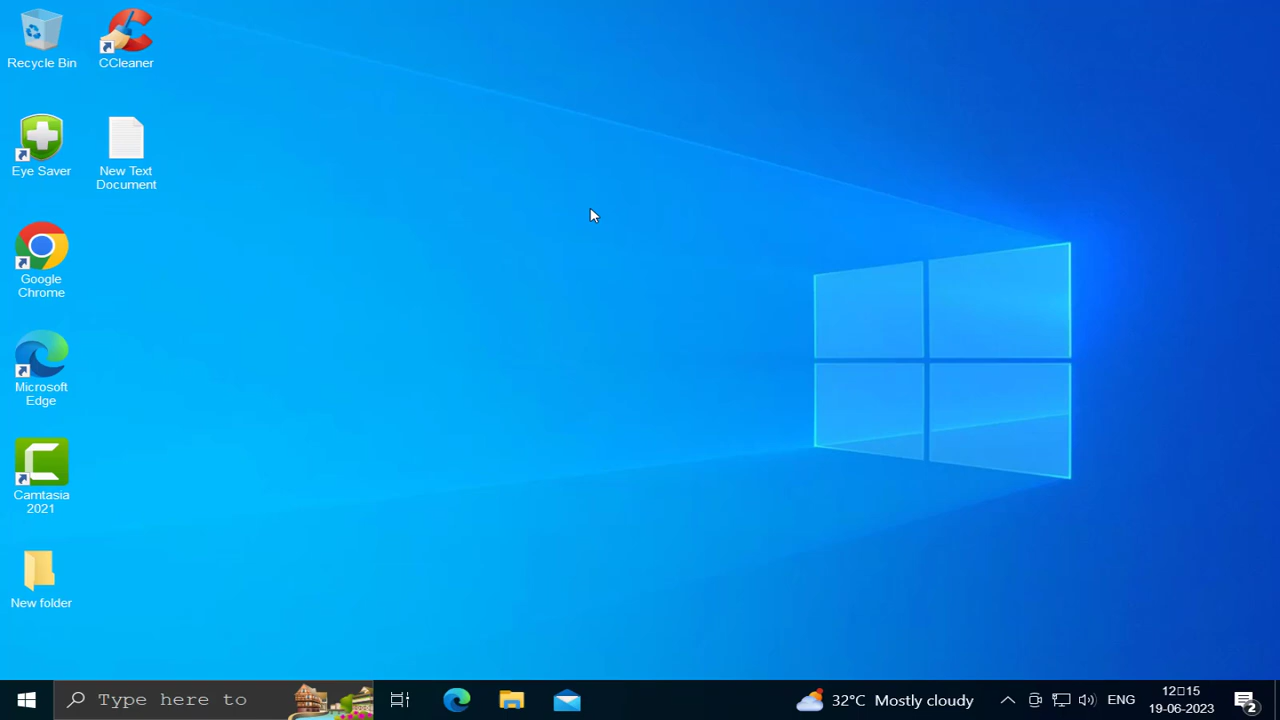 Recycle Bin
CCleaner
Eye Saver
New Text
Document
Google
Chrome
Microsoft
Edge
Camtasia
2021
New folder
Type here to
32°C Mostly cloudy
ENG
12▯15
19-06-2023
2